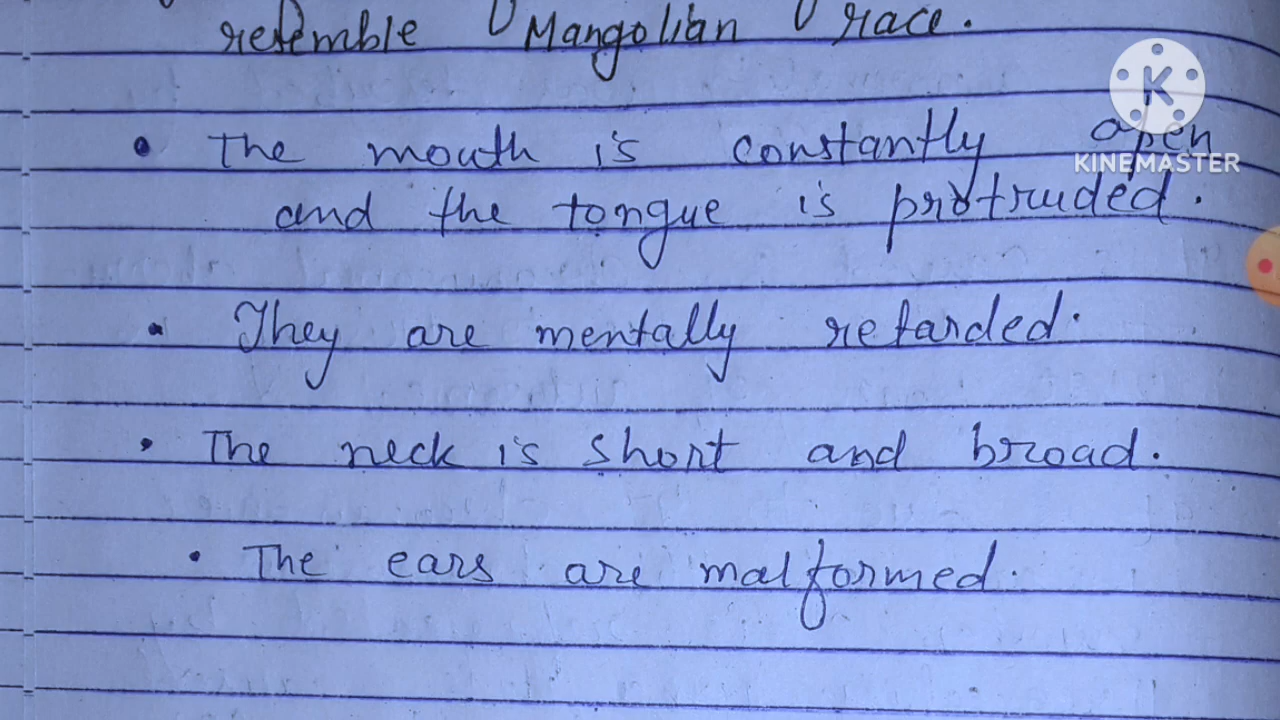 resemble Mangolian race.
• The mouth is constantly open
and the tongue is protruded.
• They are mentally retarded.
• The neck is short and broad.
• The ears are malformed.
K
KINEMASTER